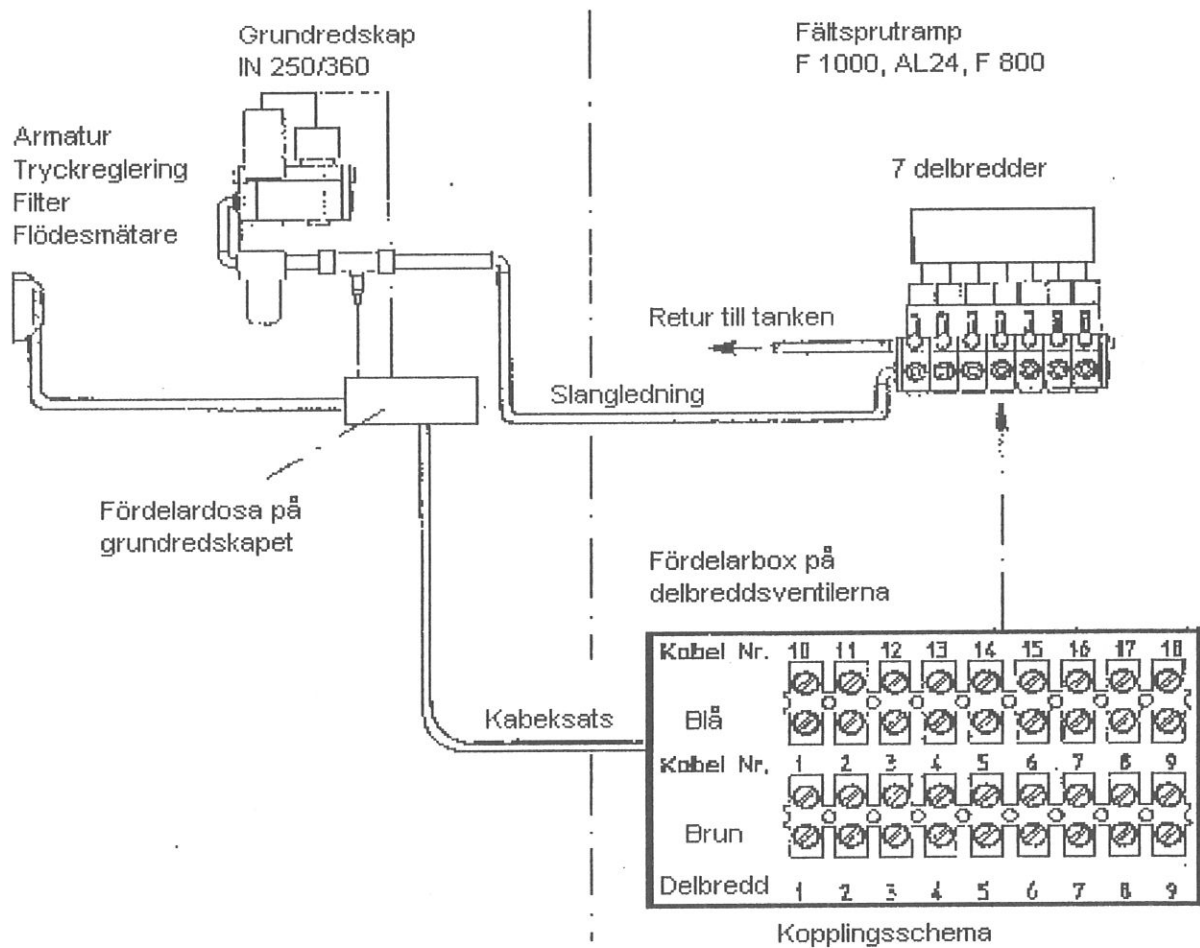 Grundredskap
IN 250/360
Fältsprutramp
F 1000, AL24, F 800
Armatur
Tryckreglering
Filter
Flödesmätare
7 delbredder
Retur till tanken
Slangledning
Fördelardosa på
grundredskapet
Fördelarbox på
delbreddsventilerna
Kabel Nr. 10 11 12 13 14 15 16 17 18
Blå
Kabeksats
Kabel Nr. 1 2 3 4 5 6 7 8 9
Brun
Delbredd 1 2 3 4 5 6 7 8 9
Kopplingsschema